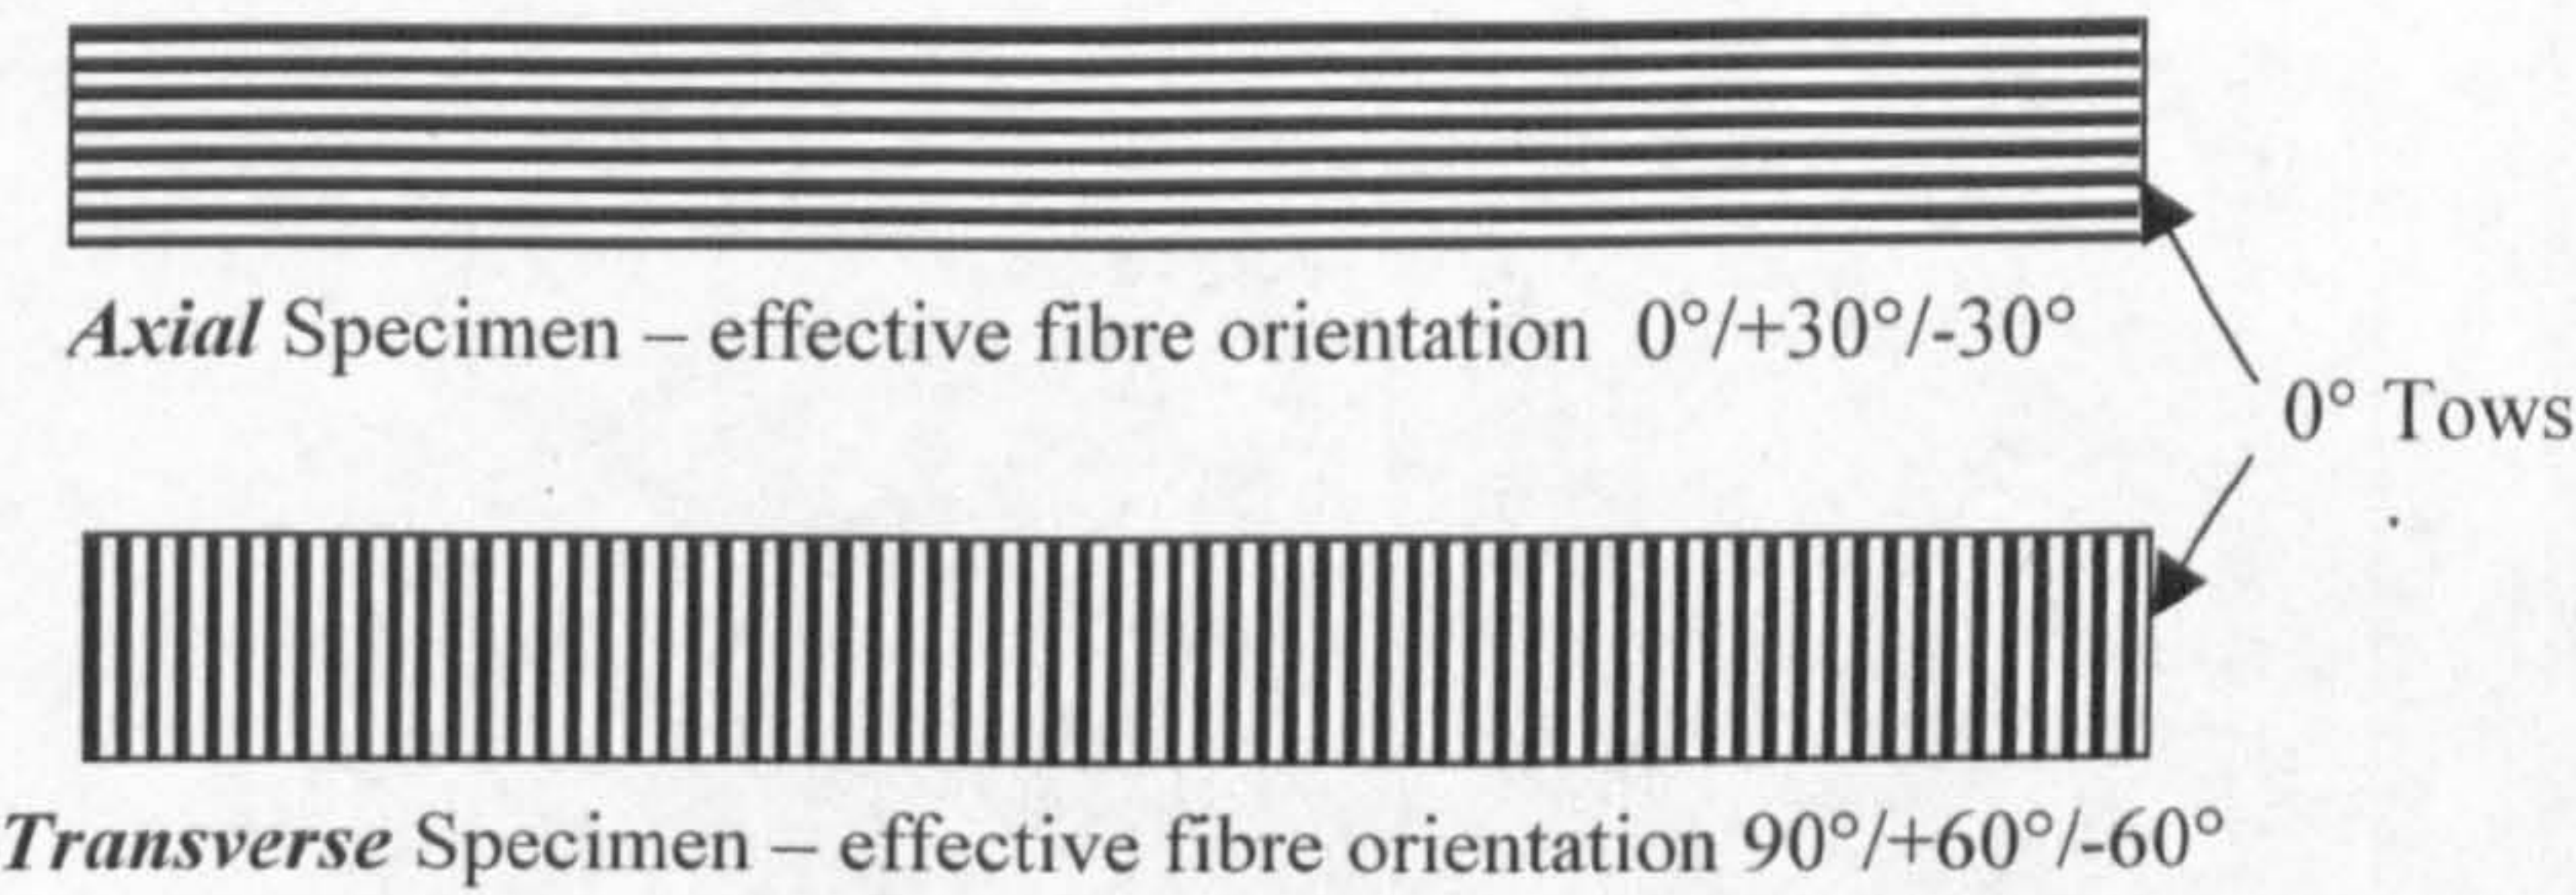 Axial Specimen – effective fibre orientation 0°/+30°/-30°
0° Tows
Transverse Specimen – effective fibre orientation 90°/+60°/-60°